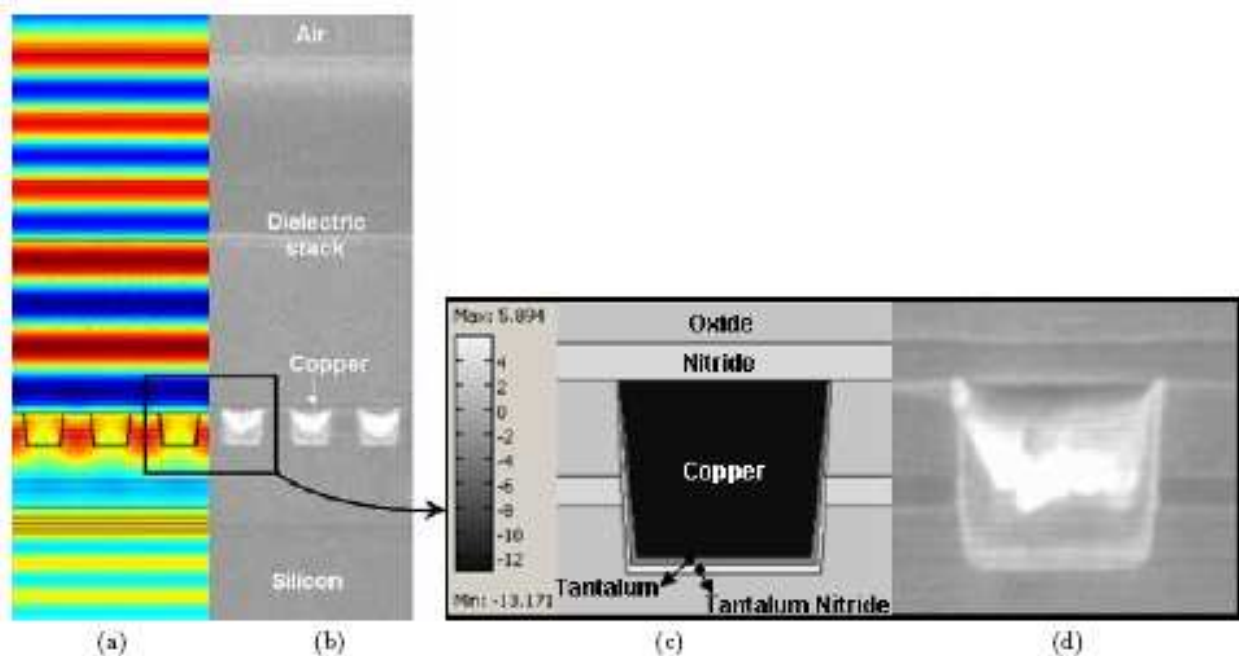 Air
Dielectric
stack
Copper
Silicon
Max: 5.894
4
2
0
-2
-4
-6
-8
-10
-12
Min: -13.171
Oxide
Nitride
Copper
Tantalum
Tantalum Nitride
(a)
(b)
(c)
(d)